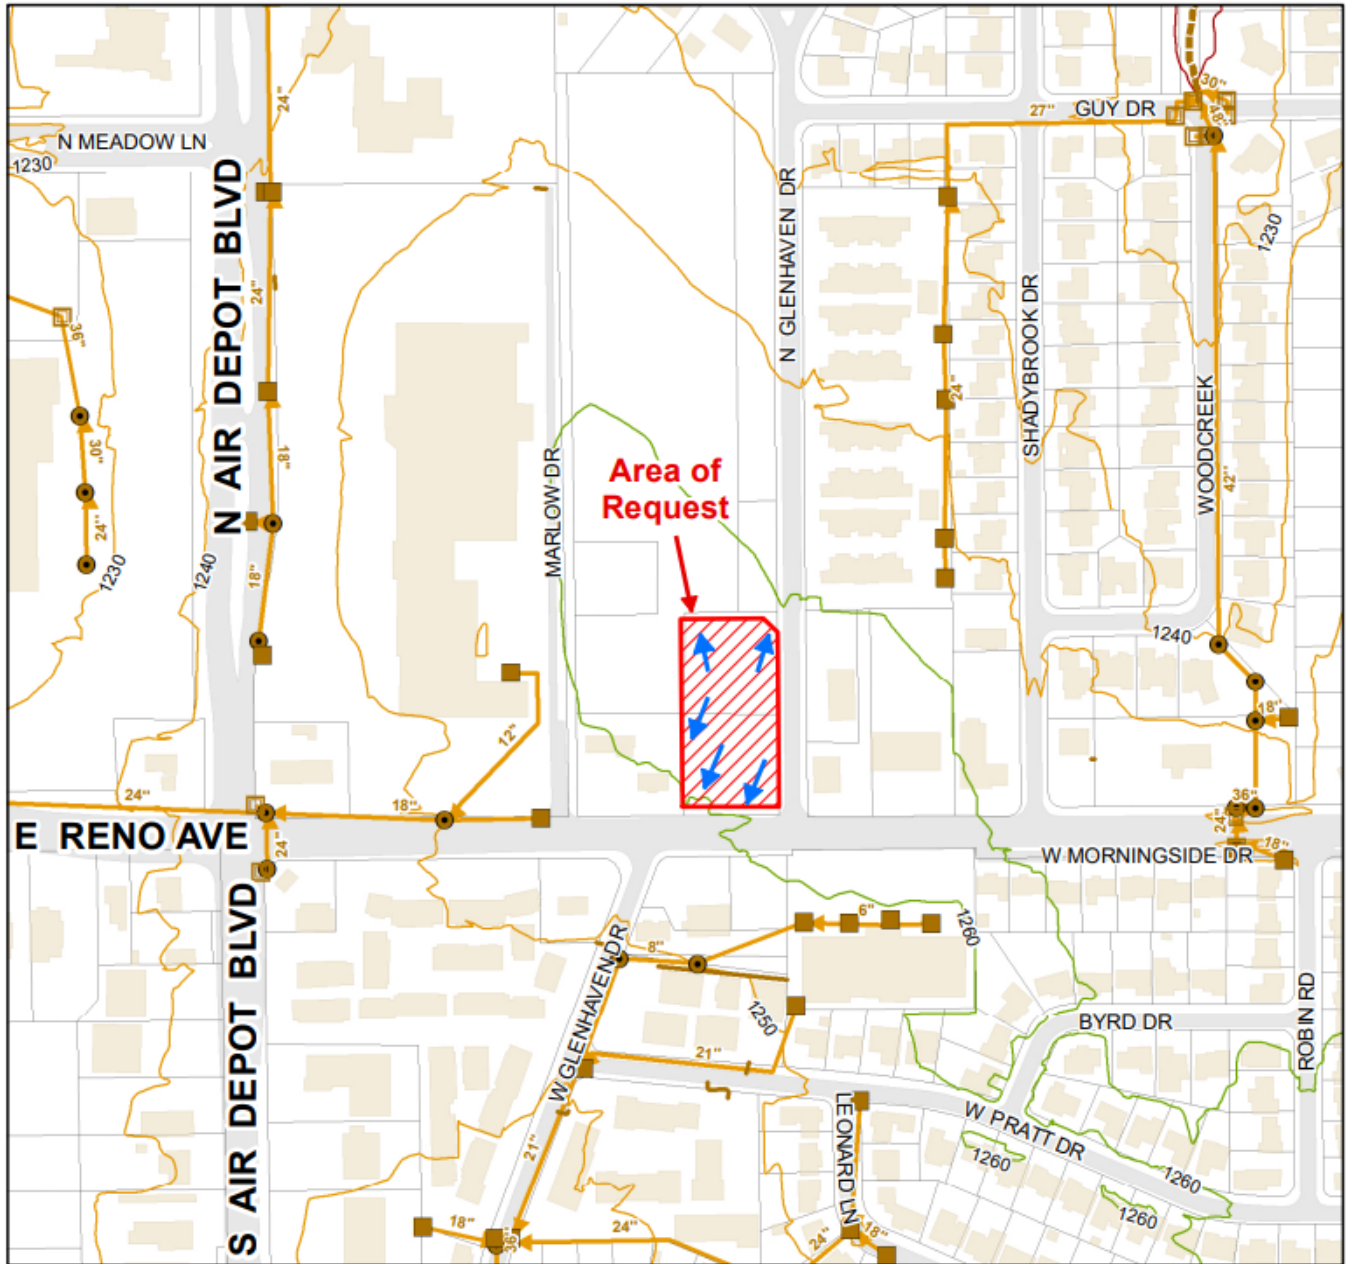 24"
30"
48"
27"
GUY DR
N MEADOW LN
1230
N AIR DEPOT BLVD
N GLENHAVEN DR
1230
24"
36"
SHADYBROOK DR
24"
WOODCREEK
42"
30"
18"
MARLOW DR
Area of
Request
24"
1230
1240
18"
1240
12"
18"
24"
18"
36"
E RENO AVE
24"
24"
18"
W MORNINGSIDE DR
6"
1260
8"
W GLENHAVEN DR
1250
S AIR DEPOT BLVD
BYRD DR
ROBIN RD
21"
LEONARD LN
W PRATT DR
21"
1260
1260
1260
18"
36"
24"
24"
18"